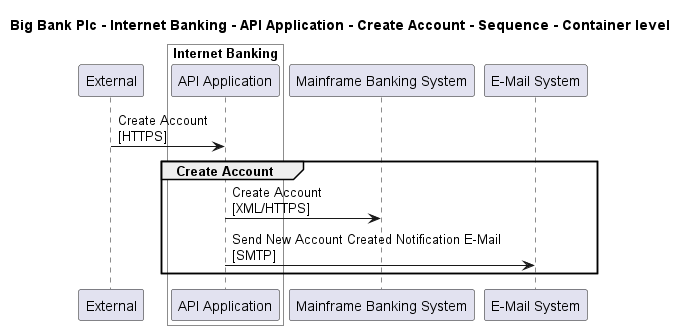 Big Bank Plc - Internet Banking - API Application - Create Account - Sequence - Container level
Internet Banking
External
API Application
Mainframe Banking System
E-Mail System
Create Account
[HTTPS]
Create Account
Create Account
[XML/HTTPS]
Send New Account Created Notification E-Mail
[SMTP]
External
API Application
Mainframe Banking System
E-Mail System